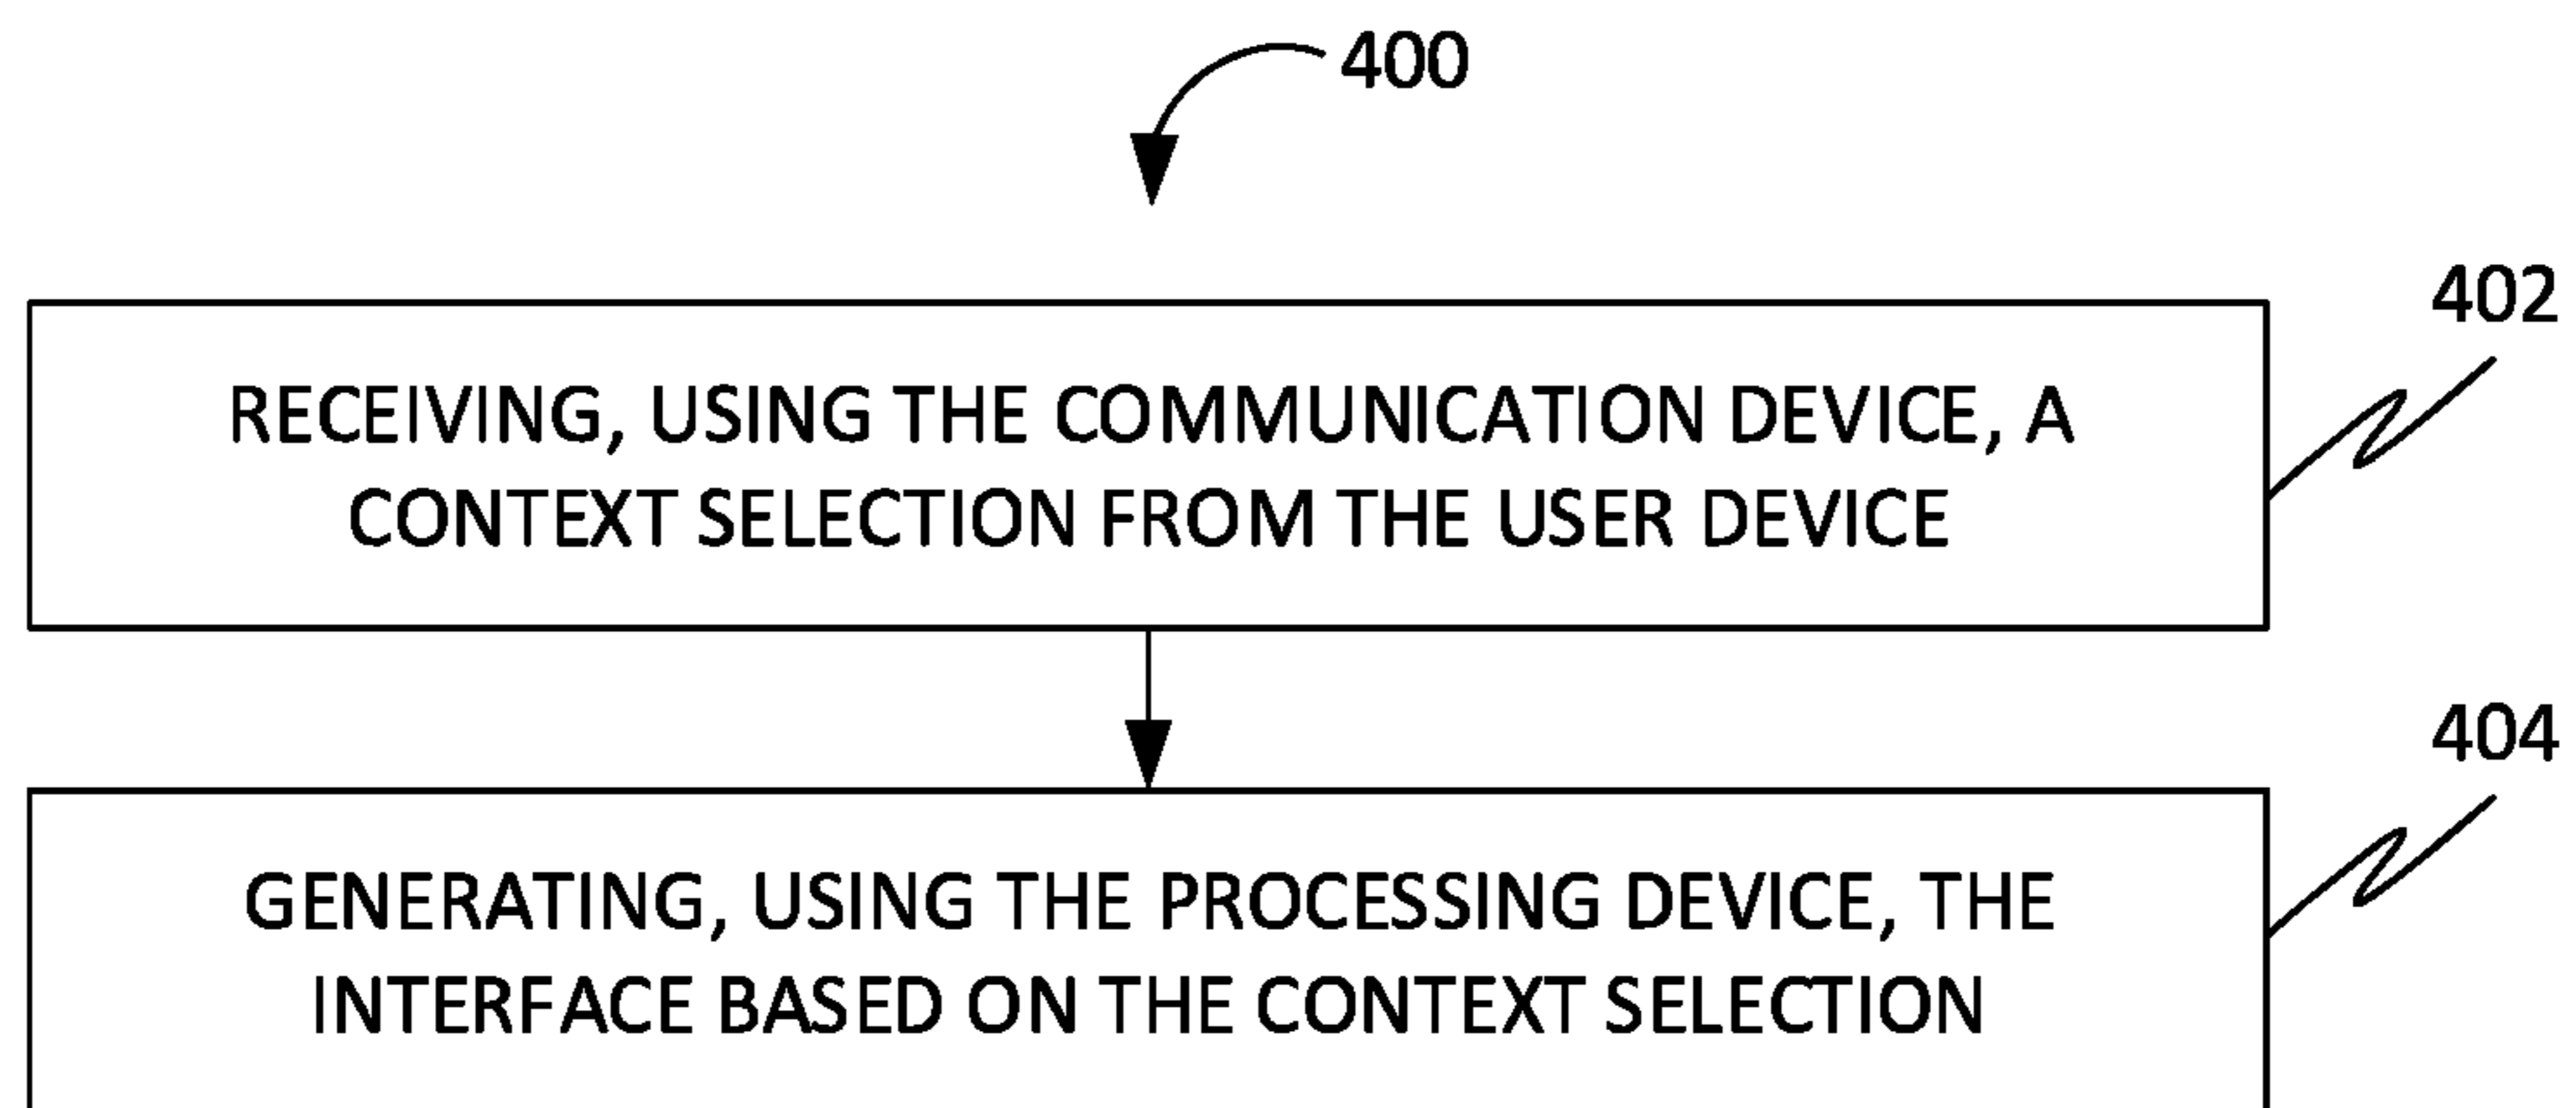 400
402
RECEIVING, USING THE COMMUNICATION DEVICE, A
CONTEXT SELECTION FROM THE USER DEVICE
404
GENERATING, USING THE PROCESSING DEVICE, THE
INTERFACE BASED ON THE CONTEXT SELECTION